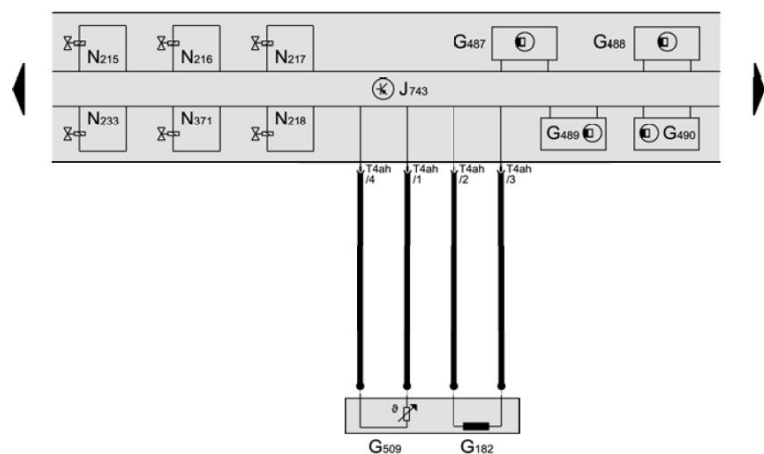 N215 N216 N217 G487 G488
J743
N233 N371 N218 G489 G490
T4ah T4ah T4ah T4ah
/4 /1 /2 /3
ϑ
G509 G182